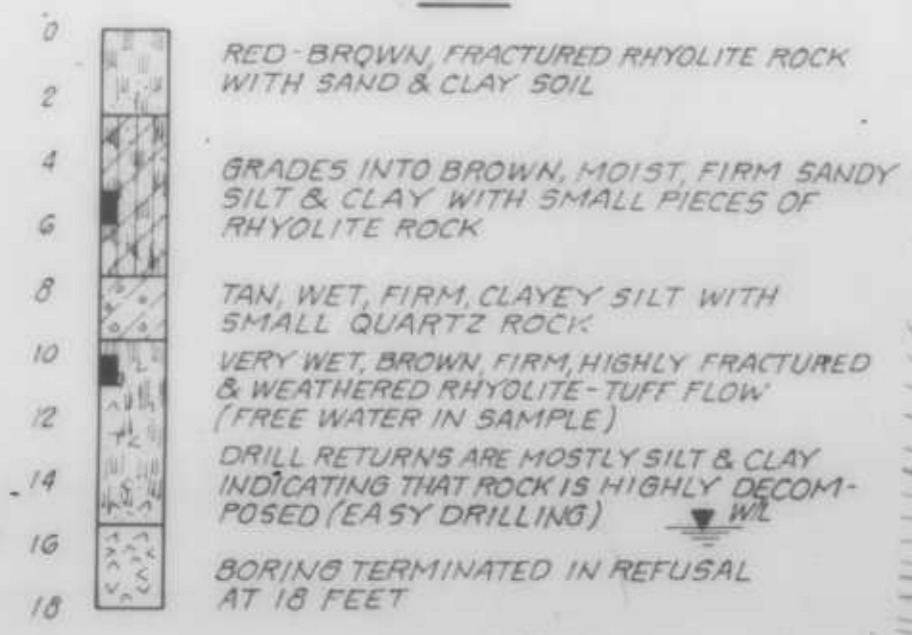 0
RED-BROWN, FRACTURED RHYOLITE ROCK
2
WITH SAND & CLAY SOIL
4
GRADES INTO BROWN, MOIST, FIRM SANDY
SILT & CLAY WITH SMALL PIECES OF
6
RHYOLITE ROCK
8
TAN, WET, FIRM, CLAYEY SILT WITH
SMALL QUARTZ ROCK
10
VERY WET, BROWN, FIRM, HIGHLY FRACTURED
& WEATHERED RHYOLITE-TUFF FLOW
12
(FREE WATER IN SAMPLE)
DRILL RETURNS ARE MOSTLY SILT & CLAY
14
INDICATING THAT ROCK IS HIGHLY DECOM-
POSED (EASY DRILLING)
W/L
16
BORING TERMINATED IN REFUSAL
18
AT 18 FEET